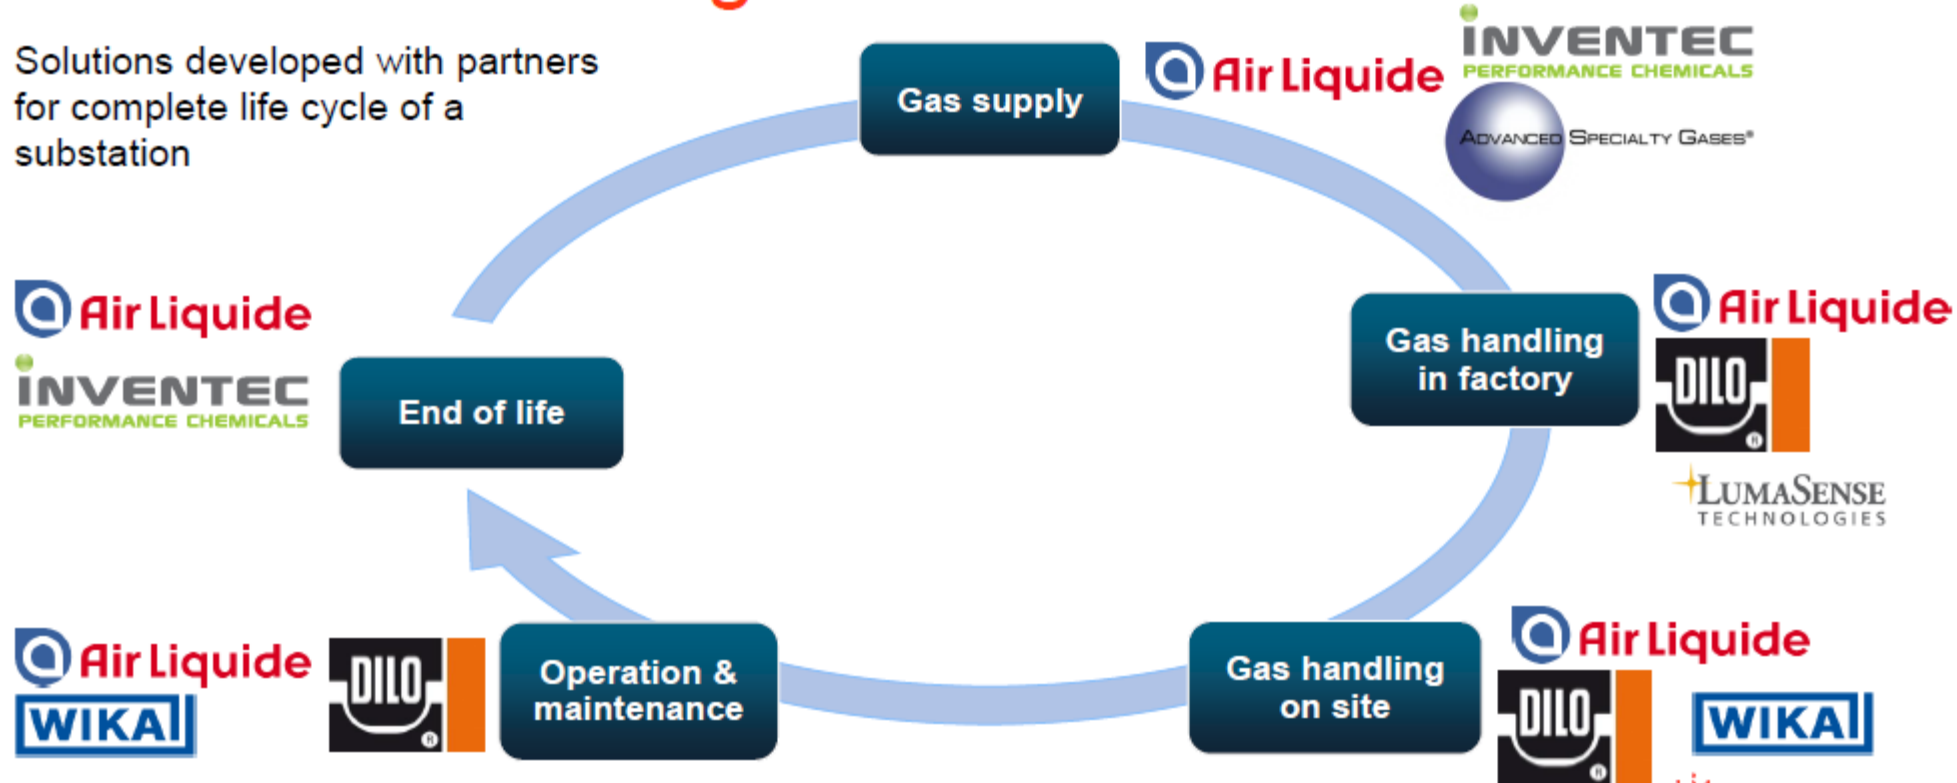 Solutions developed with partners
for complete life cycle of a
substation
Gas supply
Air Liquide
iNVENTEC
PERFORMANCE CHEMICALS
ADVANCED SPECIALTY GASES®
Gas handling
in factory
Air Liquide
DILO
®
LUMASENSE
TECHNOLOGIES
Gas handling
on site
Air Liquide
DILO
®
WIKA
Operation &
maintenance
Air Liquide
WIKA
DILO
®
End of life
Air Liquide
iNVENTEC
PERFORMANCE CHEMICALS